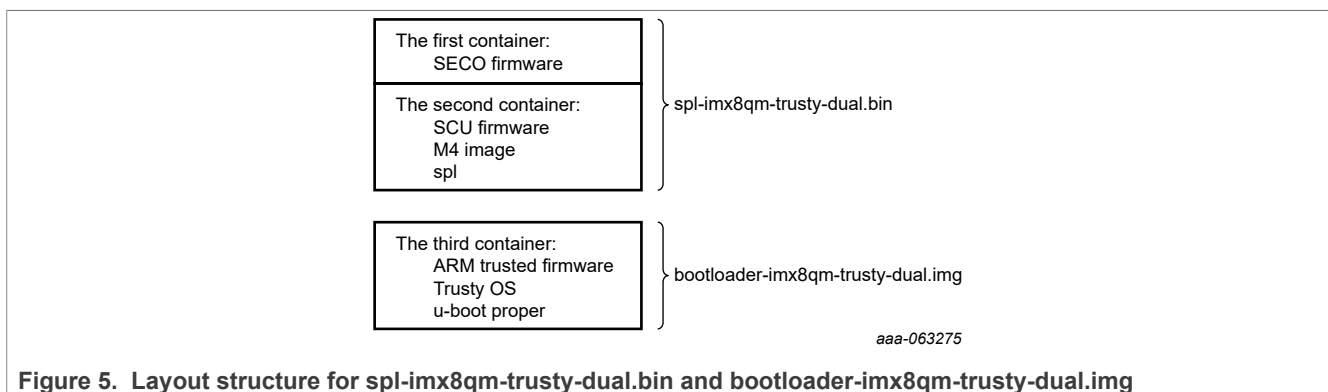 The first container:
SECO firmware
The second container:
SCU firmware
M4 image
spl
spl-imx8qm-trusty-dual.bin
The third container:
ARM trusted firmware
Trusty OS
u-boot proper
bootloader-imx8qm-trusty-dual.img
aaa-063275
Figure 5. Layout structure for spl-imx8qm-trusty-dual.bin and bootloader-imx8qm-trusty-dual.img